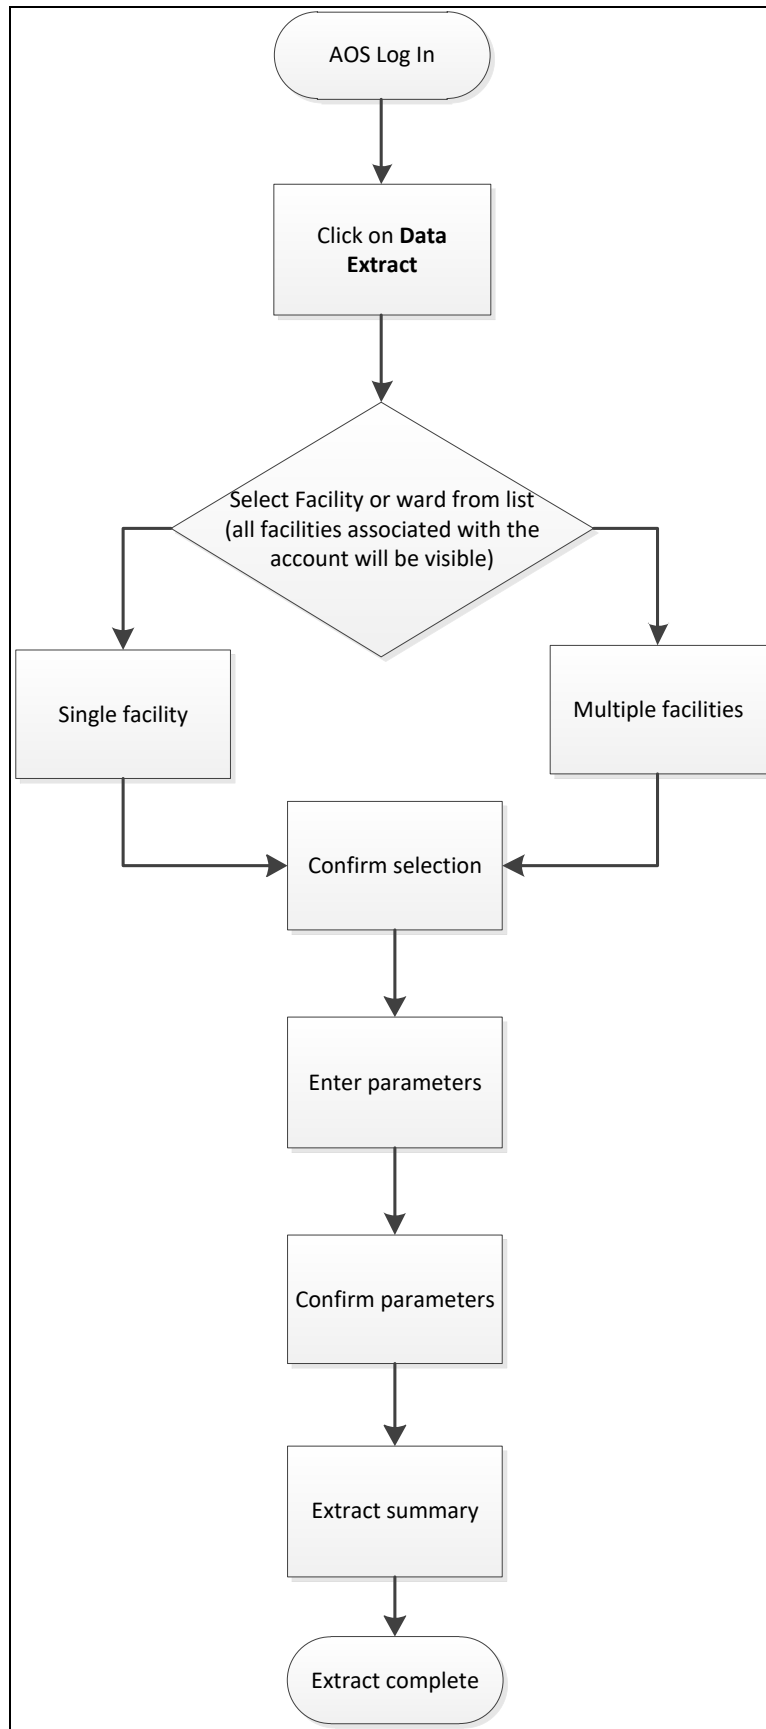 AOS Log In
Click on Data
Extract
Select Facility or ward from list
(all facilities associated with the
account will be visible)
Single facility
Multiple facilities
Confirm selection
Enter parameters
Confirm parameters
Extract summary
Extract complete